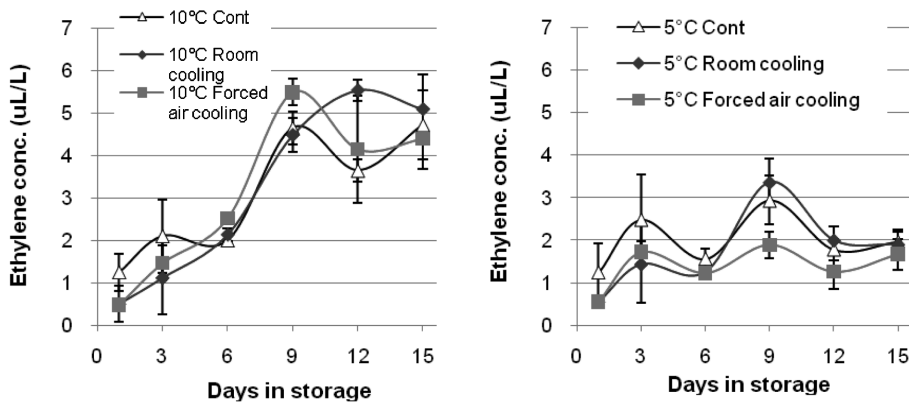 7
6
5
4
3
2
1
0
Ethylene conc. (uL/L)
10°C Cont
10°C Room
cooling
10°C Forced
air cooling
0 3 6 9 12 15
Days in storage
7
6
5
4
3
2
1
0
Ethylene conc. (uL/L)
5°C Cont
5°C Room cooling
5°C Forced air cooling
0 3 6 9 12 15
Days in storage